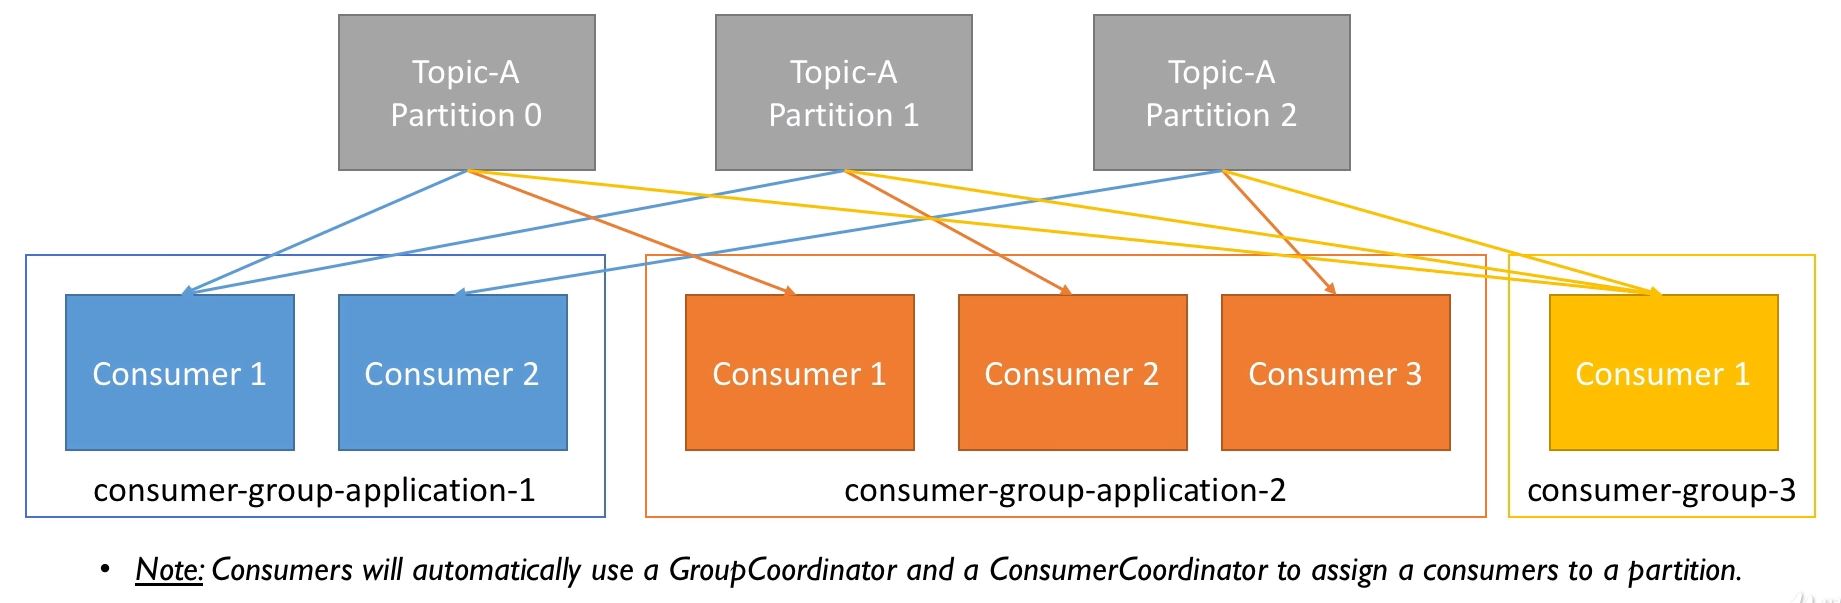 Topic-A
Partition 0
Topic-A
Partition 1
Topic-A
Partition 2
Consumer 1
Consumer 2
consumer-group-application-1
Consumer 1
Consumer 2
Consumer 3
consumer-group-application-2
Consumer 1
consumer-group-3
• Note: Consumers will automatically use a GroupCoordinator and a ConsumerCoordinator to assign a consumers to a partition.